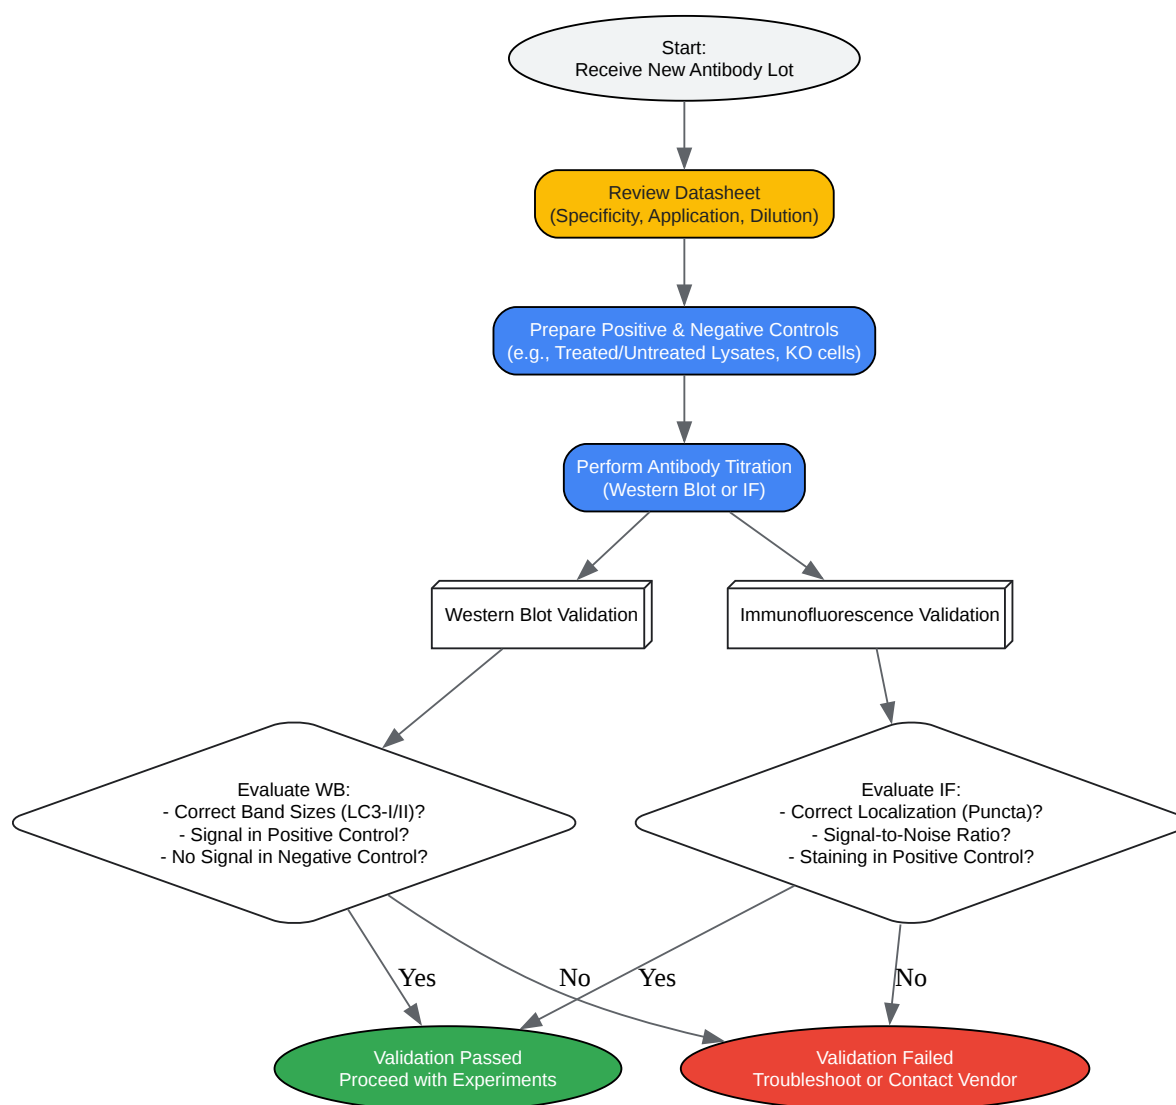 Start:
Receive New Antibody Lot
Review Datasheet
(Specificity, Application, Dilution)
Prepare Positive & Negative Controls
(e.g., Treated/Untreated Lysates, KO cells)
Perform Antibody Titration
(Western Blot or IF)
Western Blot Validation
Immunofluorescence Validation
Evaluate WB:
- Correct Band Sizes (LC3-I/II)?
- Signal in Positive Control?
- No Signal in Negative Control?
Evaluate IF:
- Correct Localization (Puncta)?
- Signal-to-Noise Ratio?
- Staining in Positive Control?
Yes
No
Yes
No
Validation Passed
Proceed with Experiments
Validation Failed
Troubleshoot or Contact Vendor